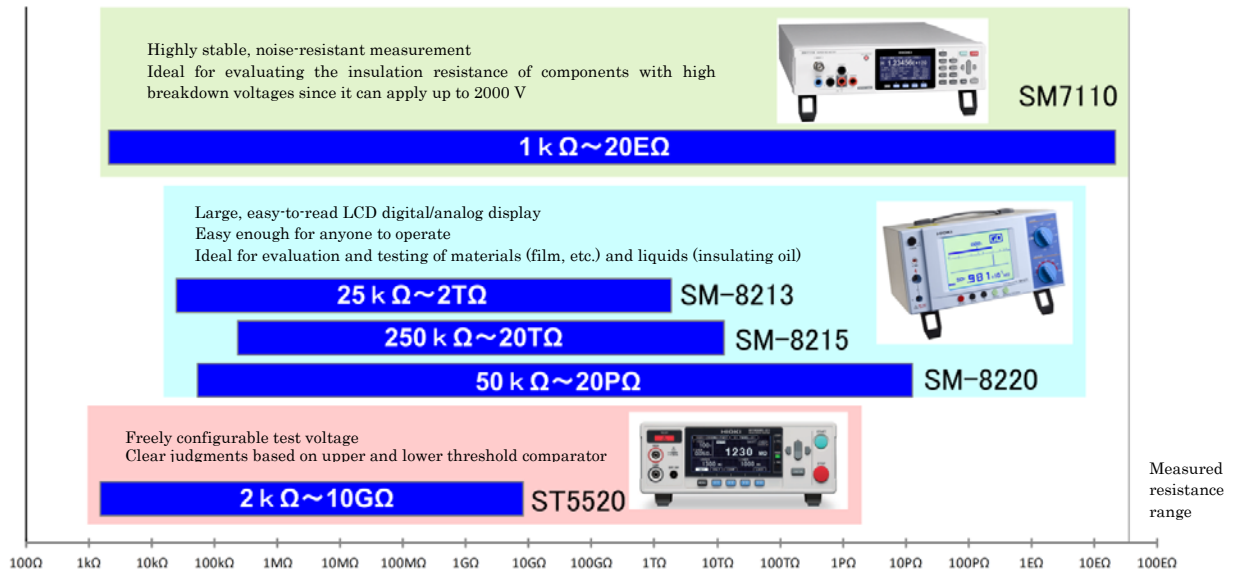 Highly stable, noise-resistant measurement
Ideal for evaluating the insulation resistance of components with high
breakdown voltages since it can apply up to 2000 V
SM7110
1ｋΩ～20EΩ
Large, easy-to-read LCD digital/analog display
Easy enough for anyone to operate
Ideal for evaluation and testing of materials (film, etc.) and liquids (insulating oil)
981
25ｋΩ～2TΩ
SM-8213
250ｋΩ～20TΩ
SM-8215
50ｋΩ～20PΩ
SM-8220
Freely configurable test voltage
Clear judgments based on upper and lower threshold comparator
HIOKI
1230 MΩ
2ｋΩ～10GΩ
ST5520
Measured
resistance
range
100Ω 1kΩ 10kΩ 100kΩ 1MΩ 10MΩ 100MΩ 1GΩ 10GΩ 100GΩ 1TΩ 10TΩ 100TΩ 1PΩ 10PΩ 100PΩ 1EΩ 10EΩ 100EΩ